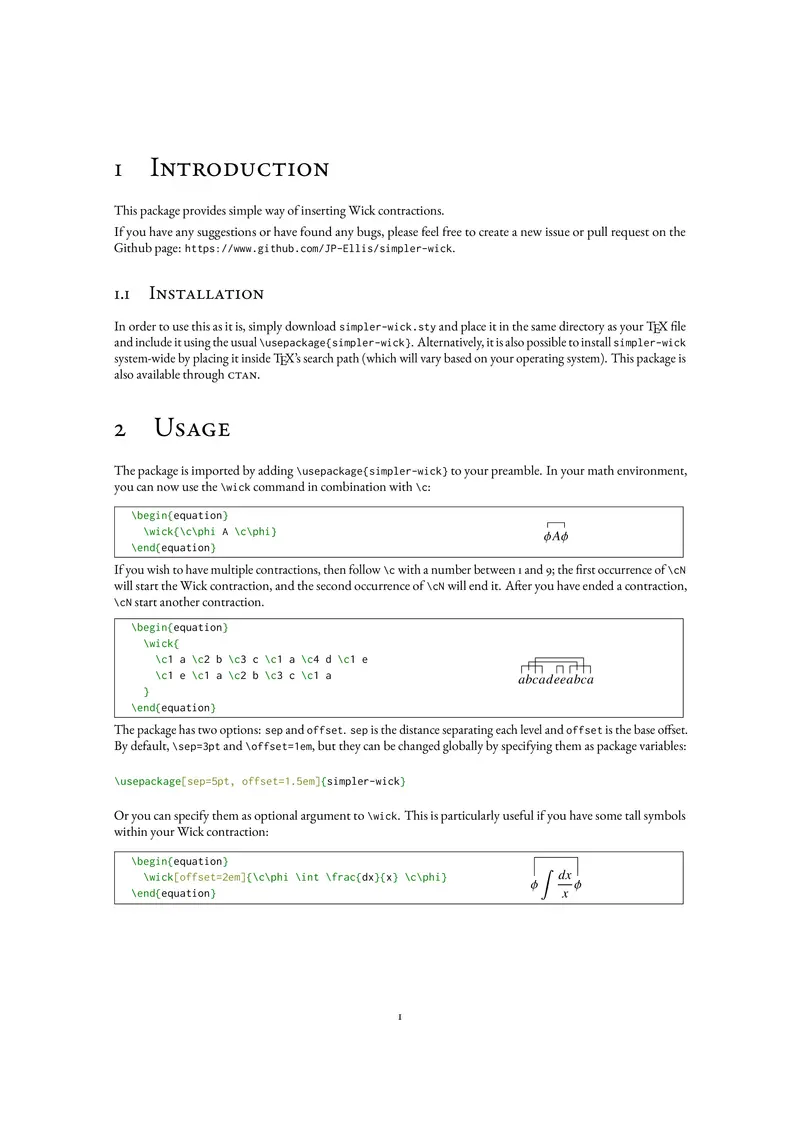 1 Introduction
This package provides simple way of inserting Wick contractions.
If you have any suggestions or have found any bugs, please feel free to create a new issue or pull request on the
Github page: https://www.github.com/JP-Ellis/simpler-wick.
1.1 Installation
In order to use this as it is, simply download simpler-wick.sty and place it in the same directory as your TEX file
and include it using the usual \usepackage{simpler-wick}. Alternatively, it is also possible to install simpler-wick
system-wide by placing it inside TEX's search path (which will vary based on your operating system). This package is
also available through CTAN.
2 Usage
The package is imported by adding \usepackage{simpler-wick} to your preamble. In your math environment,
you can now use the \wick command in combination with \c:
\begin{equation}
\wick{\c\phi A \c\phi}
\end{equation}
ϕAϕ
If you wish to have multiple contractions, then follow \c with a number between 1 and 9; the first occurrence of \cN
will start the Wick contraction, and the second occurrence of \cN will end it. After you have ended a contraction,
\cN start another contraction.
\begin{equation}
\wick{
\c1 a \c2 b \c3 c \c1 a \c4 d \c1 e
\c1 e \c1 a \c2 b \c3 c \c1 a
}
\end{equation}
abcadeeabca
The package has two options: sep and offset. sep is the distance separating each level and offset is the base offset.
By default, \sep=3pt and \offset=1em, but they can be changed globally by specifying them as package variables:
\usepackage[sep=5pt, offset=1.5em]{simpler-wick}
Or you can specify them as optional argument to \wick. This is particularly useful if you have some tall symbols
within your Wick contraction:
\begin{equation}
\wick[offset=2em]{\c\phi \int \frac{dx}{x} \c\phi}
\end{equation}
ϕ ∫ dx/x ϕ
1